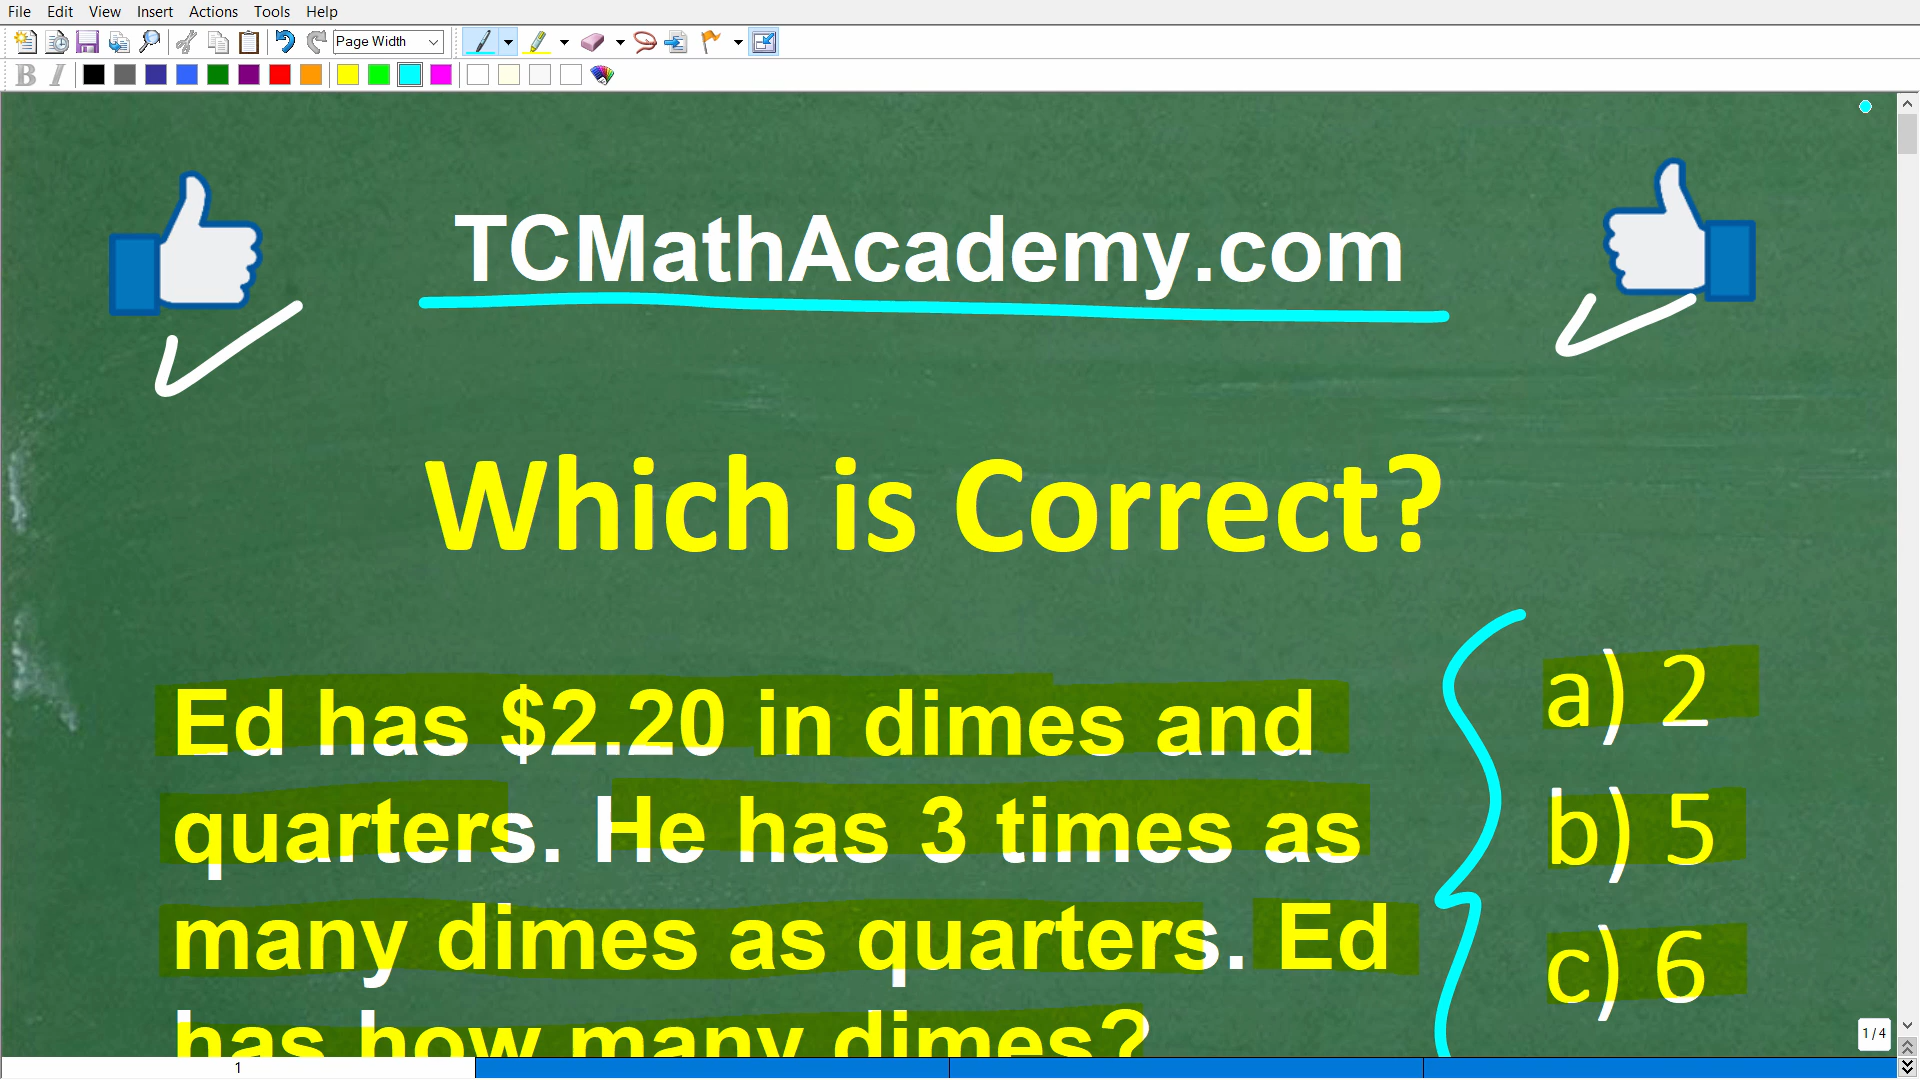 File Edit View Insert Actions Tools Help
Page Width
B I
TCMathAcademy.com
Which is Correct?
Ed has $2.20 in dimes and
quarters. He has 3 times as
many dimes as quarters. Ed
has how many dimes?
a) 2
b) 5
c) 6
1 / 4
1